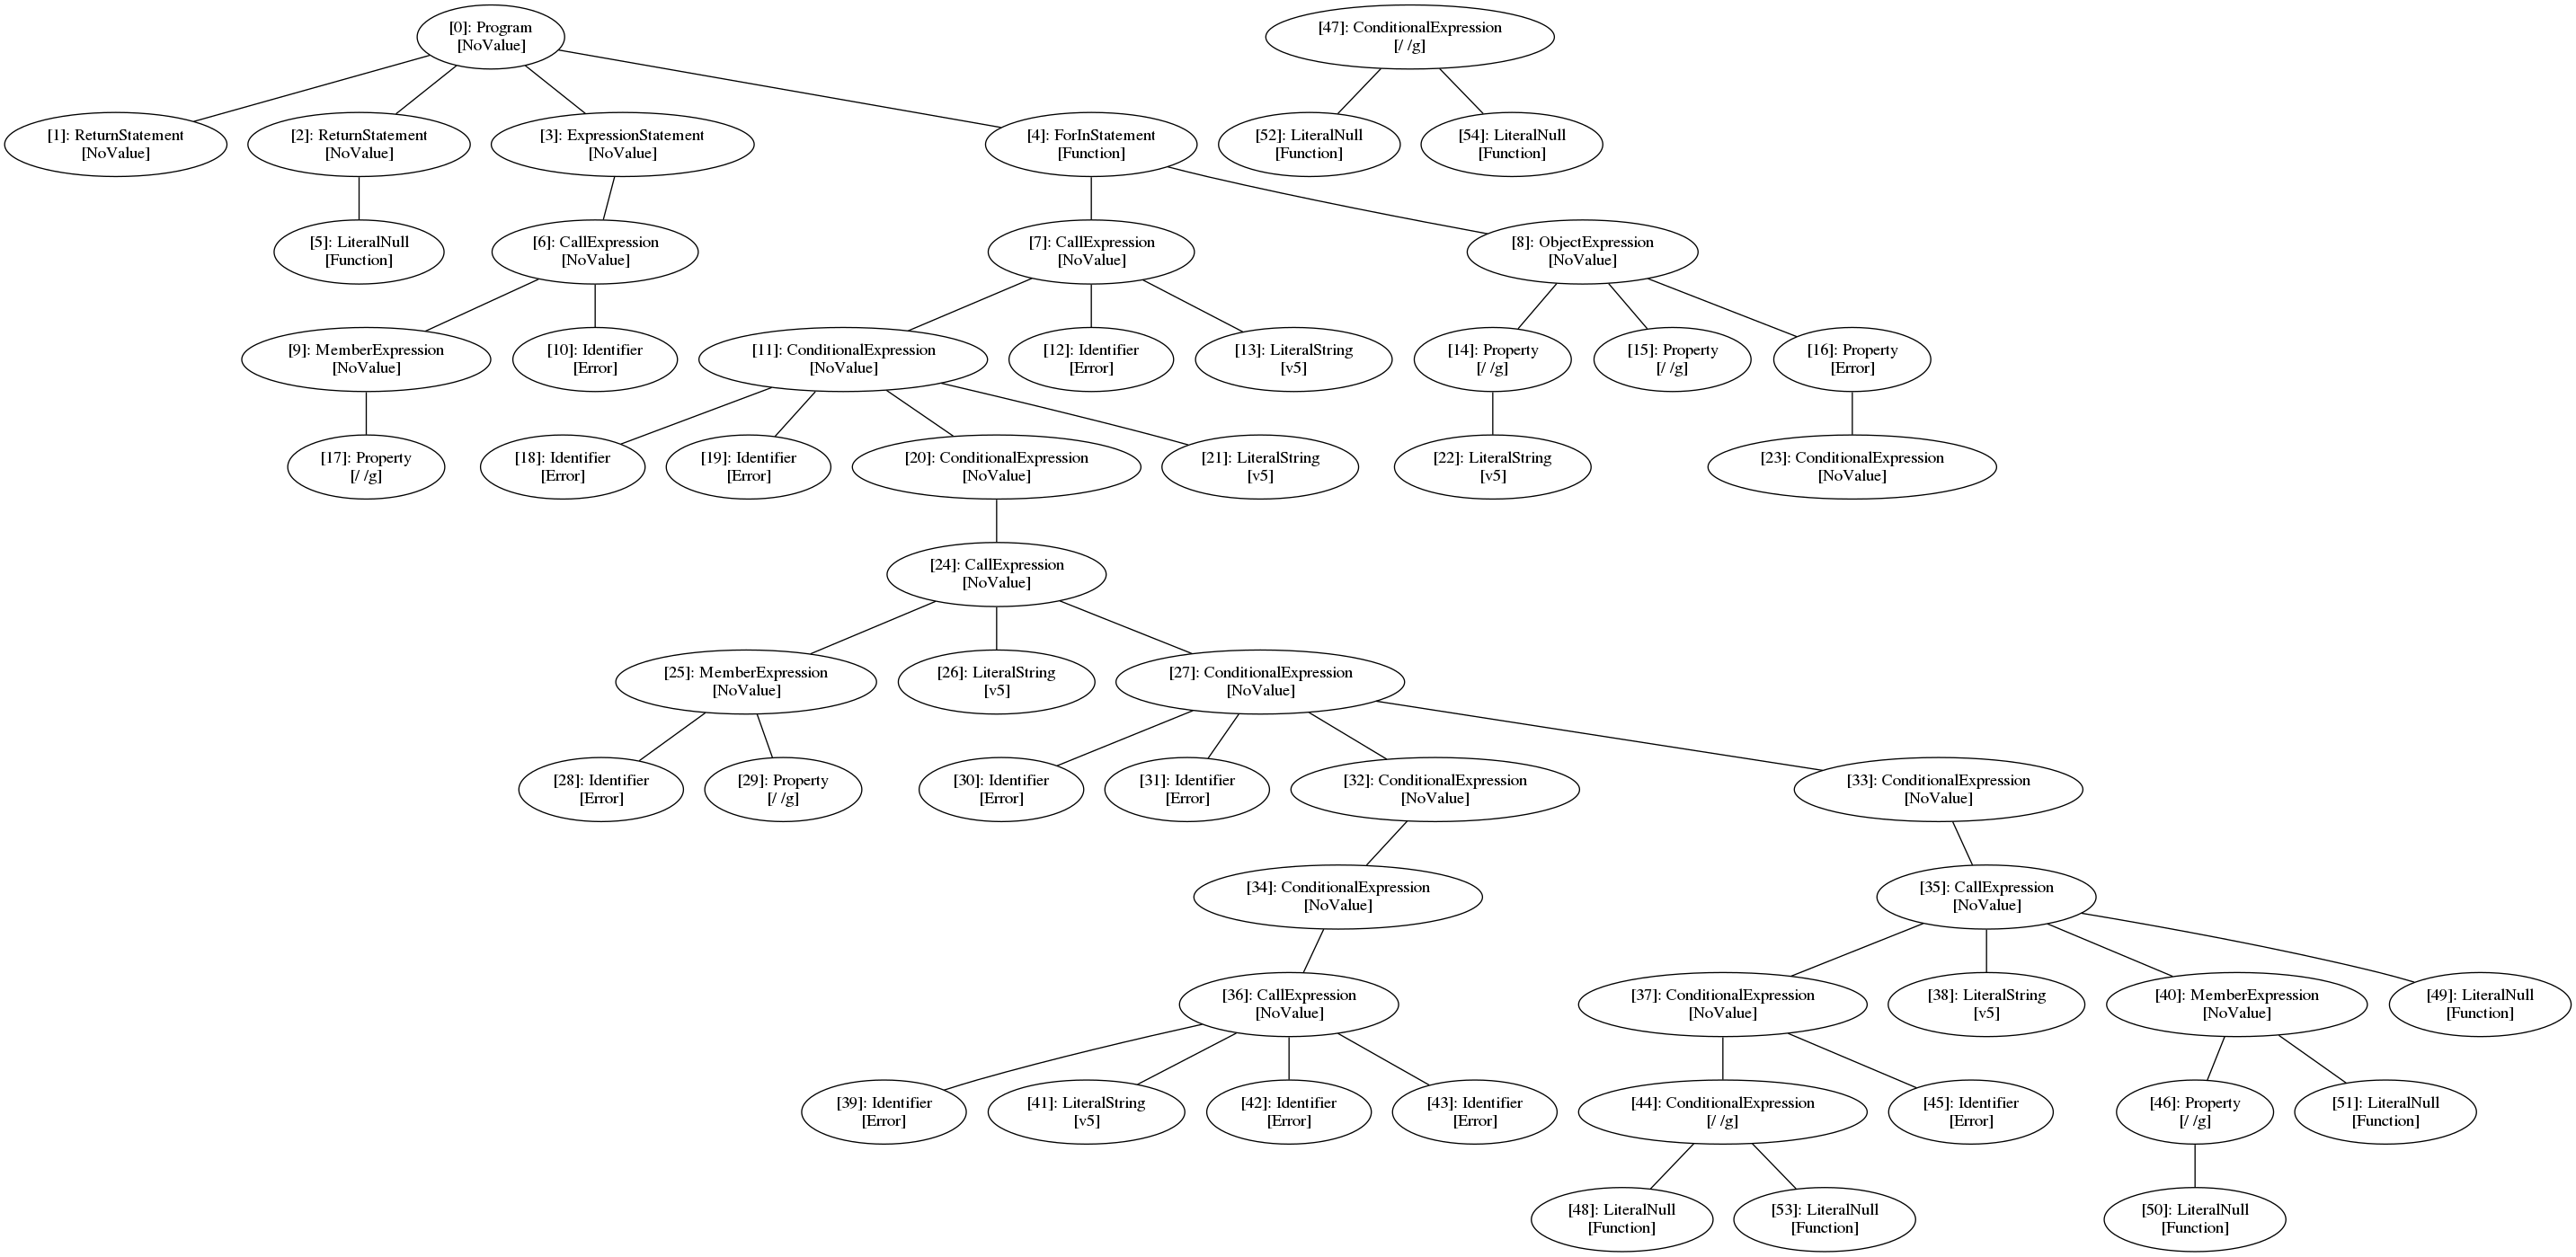 [0]: Program
[NoValue]
[47]: ConditionalExpression
[/ /g]
[1]: ReturnStatement
[NoValue]
[2]: ReturnStatement
[NoValue]
[3]: ExpressionStatement
[NoValue]
[4]: ForInStatement
[Function]
[52]: LiteralNull
[Function]
[54]: LiteralNull
[Function]
[5]: LiteralNull
[Function]
[6]: CallExpression
[NoValue]
[7]: CallExpression
[NoValue]
[8]: ObjectExpression
[NoValue]
[9]: MemberExpression
[NoValue]
[10]: Identifier
[Error]
[11]: ConditionalExpression
[NoValue]
[12]: Identifier
[Error]
[13]: LiteralString
[v5]
[14]: Property
[/ /g]
[15]: Property
[/ /g]
[16]: Property
[Error]
[17]: Property
[/ /g]
[18]: Identifier
[Error]
[19]: Identifier
[Error]
[20]: ConditionalExpression
[NoValue]
[21]: LiteralString
[v5]
[22]: LiteralString
[v5]
[23]: ConditionalExpression
[NoValue]
[24]: CallExpression
[NoValue]
[25]: MemberExpression
[NoValue]
[26]: LiteralString
[v5]
[27]: ConditionalExpression
[NoValue]
[28]: Identifier
[Error]
[29]: Property
[/ /g]
[30]: Identifier
[Error]
[31]: Identifier
[Error]
[32]: ConditionalExpression
[NoValue]
[33]: ConditionalExpression
[NoValue]
[34]: ConditionalExpression
[NoValue]
[35]: CallExpression
[NoValue]
[36]: CallExpression
[NoValue]
[37]: ConditionalExpression
[NoValue]
[38]: LiteralString
[v5]
[40]: MemberExpression
[NoValue]
[49]: LiteralNull
[Function]
[39]: Identifier
[Error]
[41]: LiteralString
[v5]
[42]: Identifier
[Error]
[43]: Identifier
[Error]
[44]: ConditionalExpression
[/ /g]
[45]: Identifier
[Error]
[46]: Property
[/ /g]
[51]: LiteralNull
[Function]
[48]: LiteralNull
[Function]
[53]: LiteralNull
[Function]
[50]: LiteralNull
[Function]